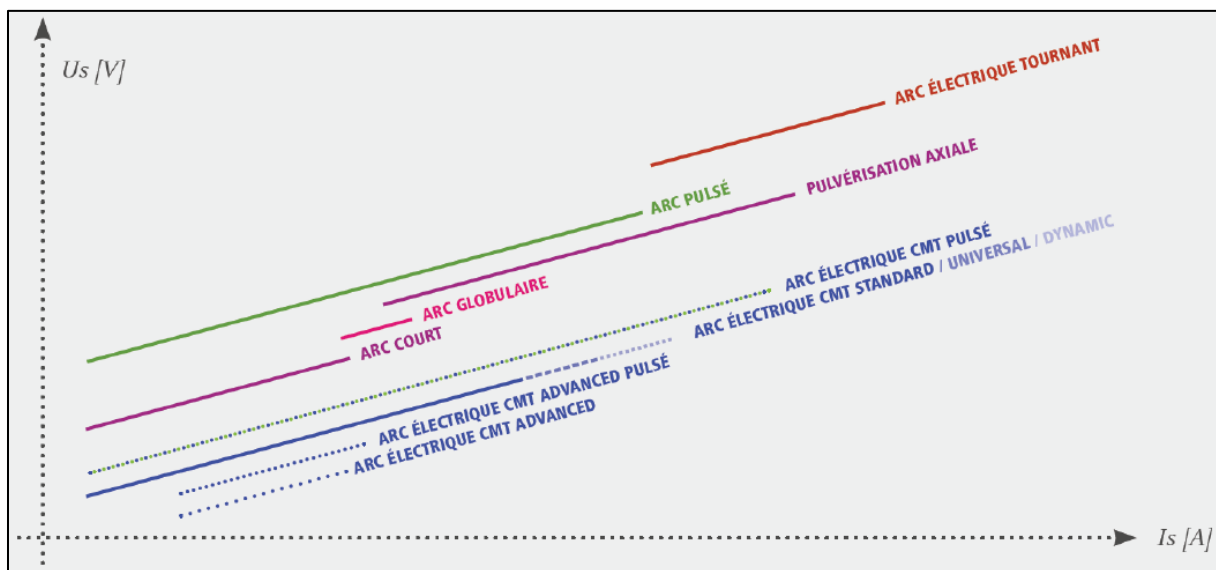 Us [V]
ARC ÉLECTRIQUE TOURNANT
PULVÉRISATION AXIALE
ARC PULSÉ
ARC ÉLECTRIQUE CMT PULSÉ
ARC ÉLECTRIQUE CMT STANDARD / UNIVERSAL / DYNAMIC
ARC GLOBULAIRE
ARC COURT
ARC ÉLECTRIQUE CMT ADVANCED PULSÉ
ARC ÉLECTRIQUE CMT ADVANCED
Is [A]